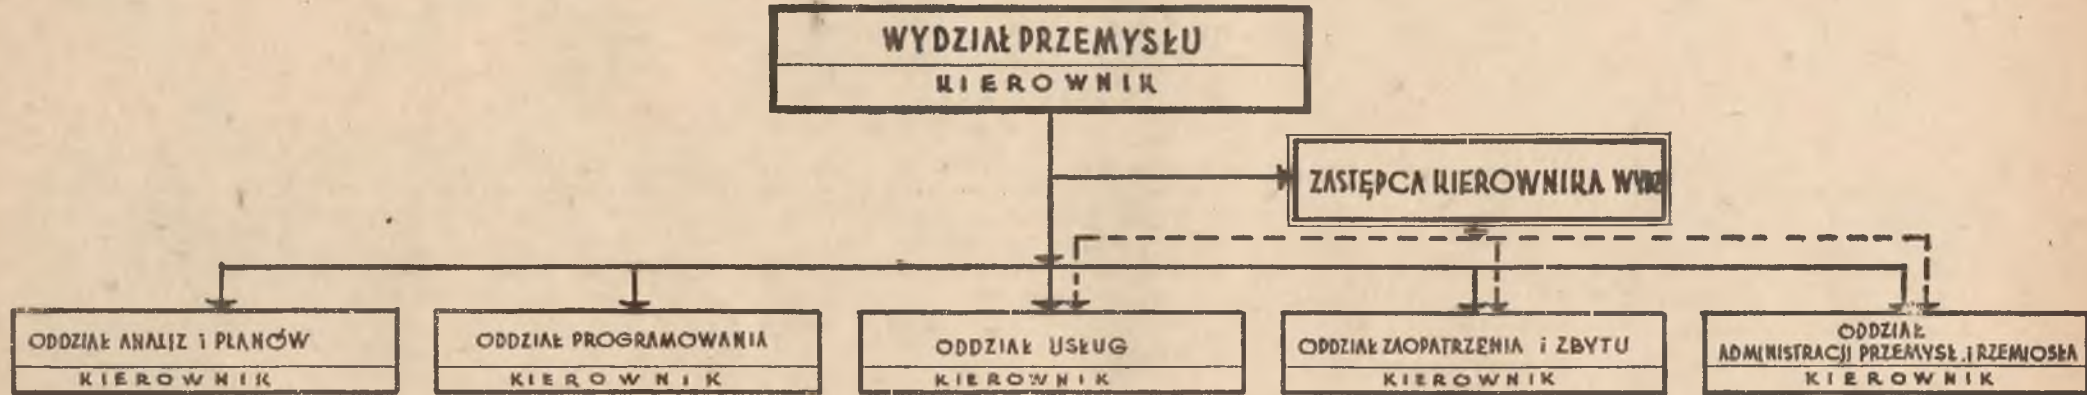 WYDZIAŁ PRZEMYSŁU
KIEROWNIK
ZASTĘPCA KIEROWNIKA
ODDZIAŁ ANALIZ i PLANÓW
KIEROWNIK
ODDZIAŁ PROGRAMOWANIA
KIEROWNIK
ODDZIAŁ USŁUG
KIEROWNIK
ODDZIAŁ ZAOPATRZENIA i ZBYTU
KIEROWNIK
ODDZIAŁ
ADMINISTRACJI PRZEMYSŁ. i RZEMIOSŁA
KIEROWNIK